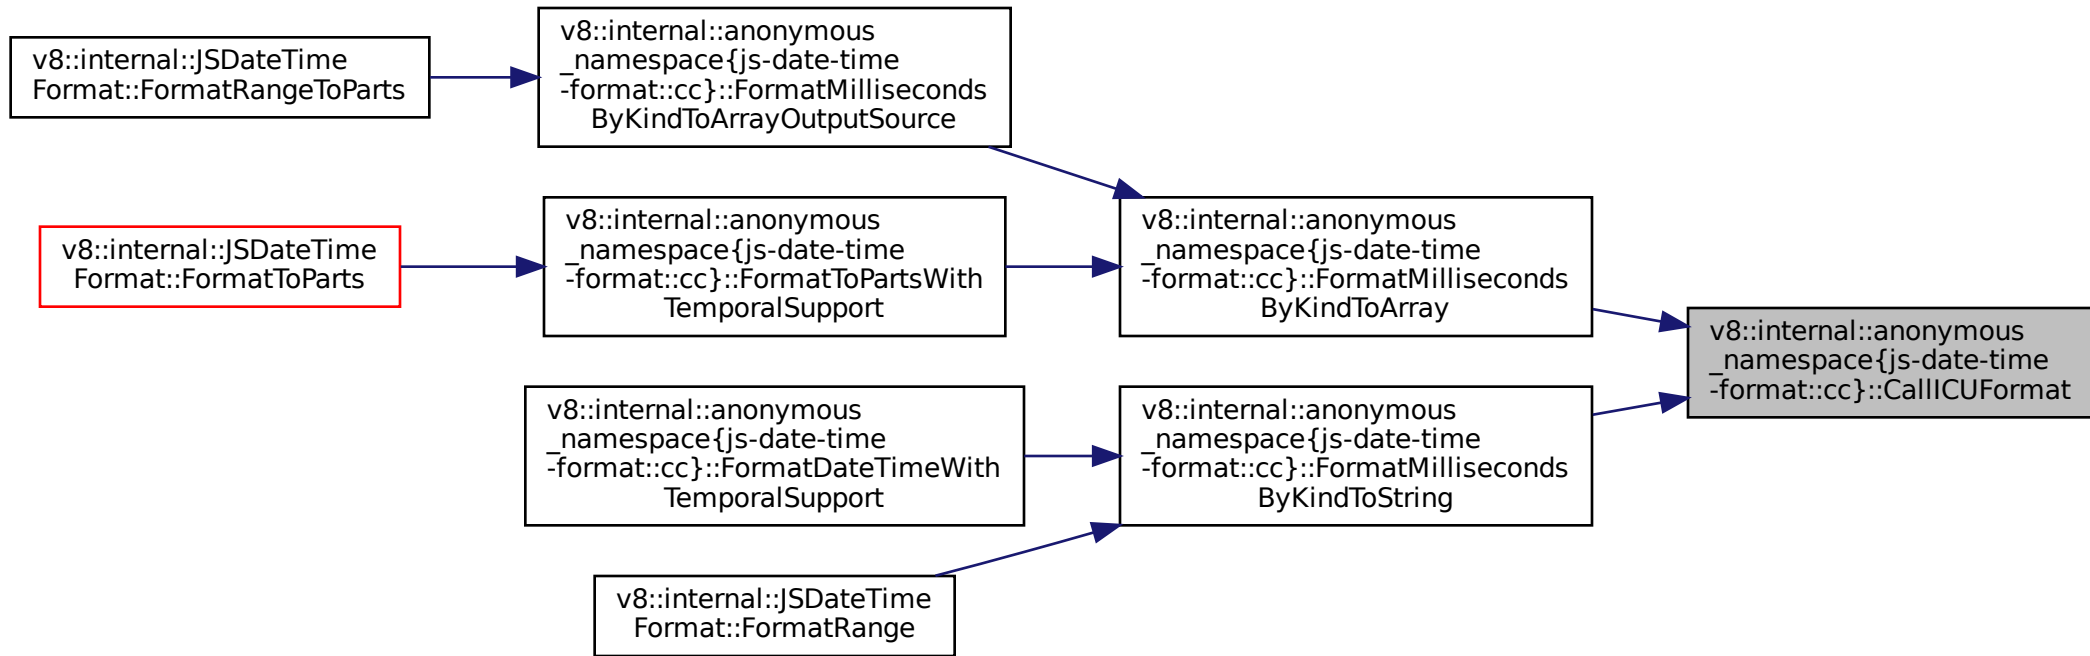 v8::internal::JSDateTime
Format::FormatRangeToParts
v8::internal::anonymous
_namespace{js-date-time
-format::cc}::FormatMilliseconds
ByKindToArrayOutputSource
v8::internal::JSDateTime
Format::FormatToParts
v8::internal::anonymous
_namespace{js-date-time
-format::cc}::FormatToPartsWith
TemporalSupport
v8::internal::anonymous
_namespace{js-date-time
-format::cc}::FormatMilliseconds
ByKindToArray
v8::internal::anonymous
_namespace{js-date-time
-format::cc}::CallICUFormat
v8::internal::anonymous
_namespace{js-date-time
-format::cc}::FormatDateTimeWith
TemporalSupport
v8::internal::anonymous
_namespace{js-date-time
-format::cc}::FormatMilliseconds
ByKindToString
v8::internal::JSDateTime
Format::FormatRange